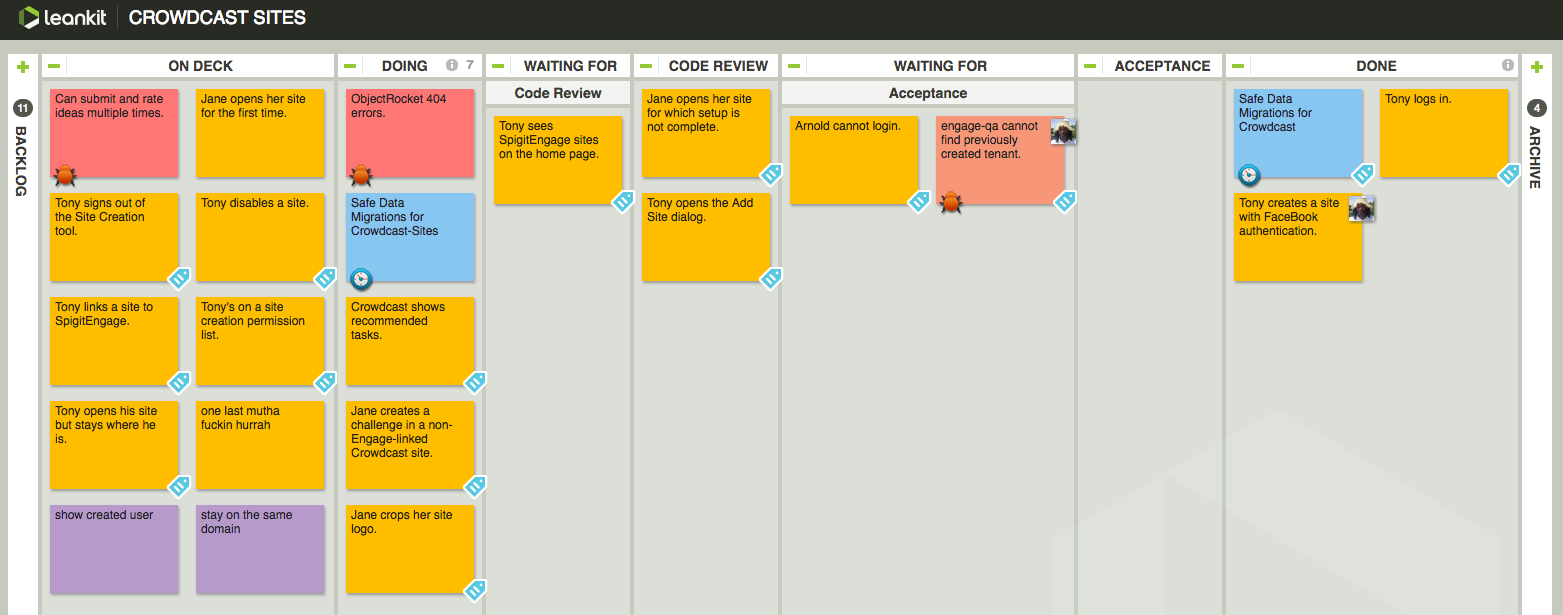 leankit
CROWDCAST SITES
11
BACKLOG
ON DECK
Can submit and rate
ideas multiple times.
Jane opens her site
for the first time.
Tony signs out of
the Site Creation
tool.
Tony disables a site.
Tony links a site to
SpigitEngage.
Tony's on a site
creation permission
list.
Tony opens his site
but stays where he
is.
one last mutha
fuckin hurrah
show created user
stay on the same
domain
DOING
7
ObjectRocket 404
errors.
Safe Data
Migrations for
Crowdcast-Sites
Crowdcast shows
recommended
tasks.
Jane creates a
challenge in a non-
Engage-linked
Crowdcast site.
Jane crops her site
logo.
WAITING FOR
Code Review
Tony sees
SpigitEngage sites
on the home page.
CODE REVIEW
Jane opens her site
for which setup is
not complete.
Tony opens the Add
Site dialog.
WAITING FOR
Acceptance
Arnold cannot login.
engage-qa cannot
find previously
created tenant.
ACCEPTANCE
DONE
Safe Data
Migrations for
Crowdcast
Tony logs in.
Tony creates a site
with FaceBook
authentication.
4
ARCHIVE